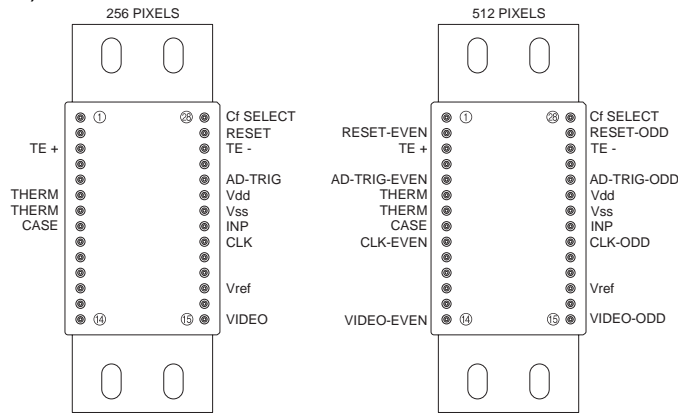 256 PIXELS
① ㉘ Cf SELECT
RESET
TE + TE -
AD-TRIG
THERM Vdd
THERM Vss
CASE INP
CLK
Vref
⑭ ⑮ VIDEO
512 PIXELS
① ㉘ Cf SELECT
RESET-EVEN RESET-ODD
TE + TE -
AD-TRIG-EVEN AD-TRIG-ODD
THERM Vdd
THERM Vss
CASE INP
CLK-EVEN CLK-ODD
Vref
VIDEO-EVEN ⑭ ⑮ VIDEO-ODD